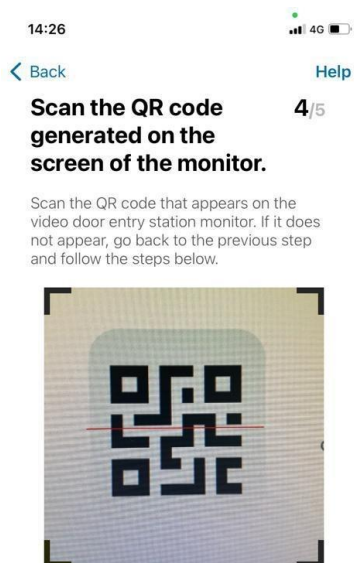 14:26
4G
Back
Help
Scan the QR code
generated on the
screen of the monitor.
4/5
Scan the QR code that appears on the
video door entry station monitor. If it does
not appear, go back to the previous step
and follow the steps below.